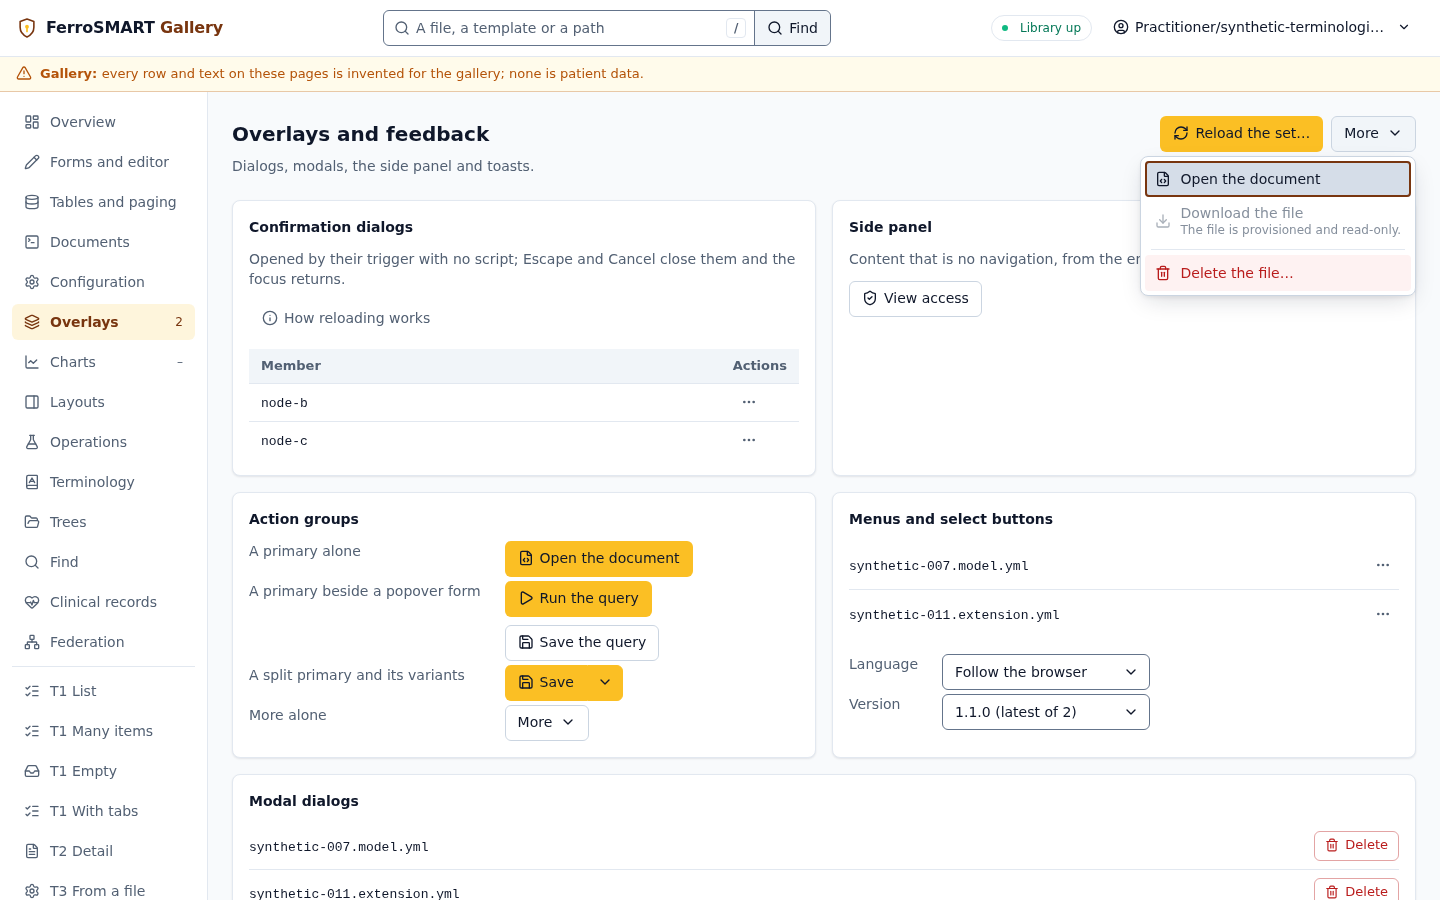 FerroSMART Gallery
A file, a template or a path
/
Find
Library up
Practitioner/synthetic-terminologi...
Gallery: every row and text on these pages is invented for the gallery; none is patient data.
Overview
Forms and editor
Tables and paging
Documents
Configuration
Overlays 2
Charts –
Layouts
Operations
Terminology
Trees
Find
Clinical records
Federation
T1 List
T1 Many items
T1 Empty
T1 With tabs
T2 Detail
T3 From a file
Overlays and feedback
Dialogs, modals, the side panel and toasts.
Reload the set...
More
Open the document
Download the file
The file is provisioned and read-only.
Delete the file...
Confirmation dialogs
Opened by their trigger with no script; Escape and Cancel close them and the
focus returns.
How reloading works
Member Actions
node-b
node-c
Side panel
Content that is no navigation, from the
View access
Action groups
A primary alone
Open the document
A primary beside a popover form
Run the query
Save the query
A split primary and its variants
Save
More alone
More
Menus and select buttons
synthetic-007.model.yml
synthetic-011.extension.yml
Language
Follow the browser
Version
1.1.0 (latest of 2)
Modal dialogs
synthetic-007.model.yml
Delete
synthetic-011.extension.yml
Delete